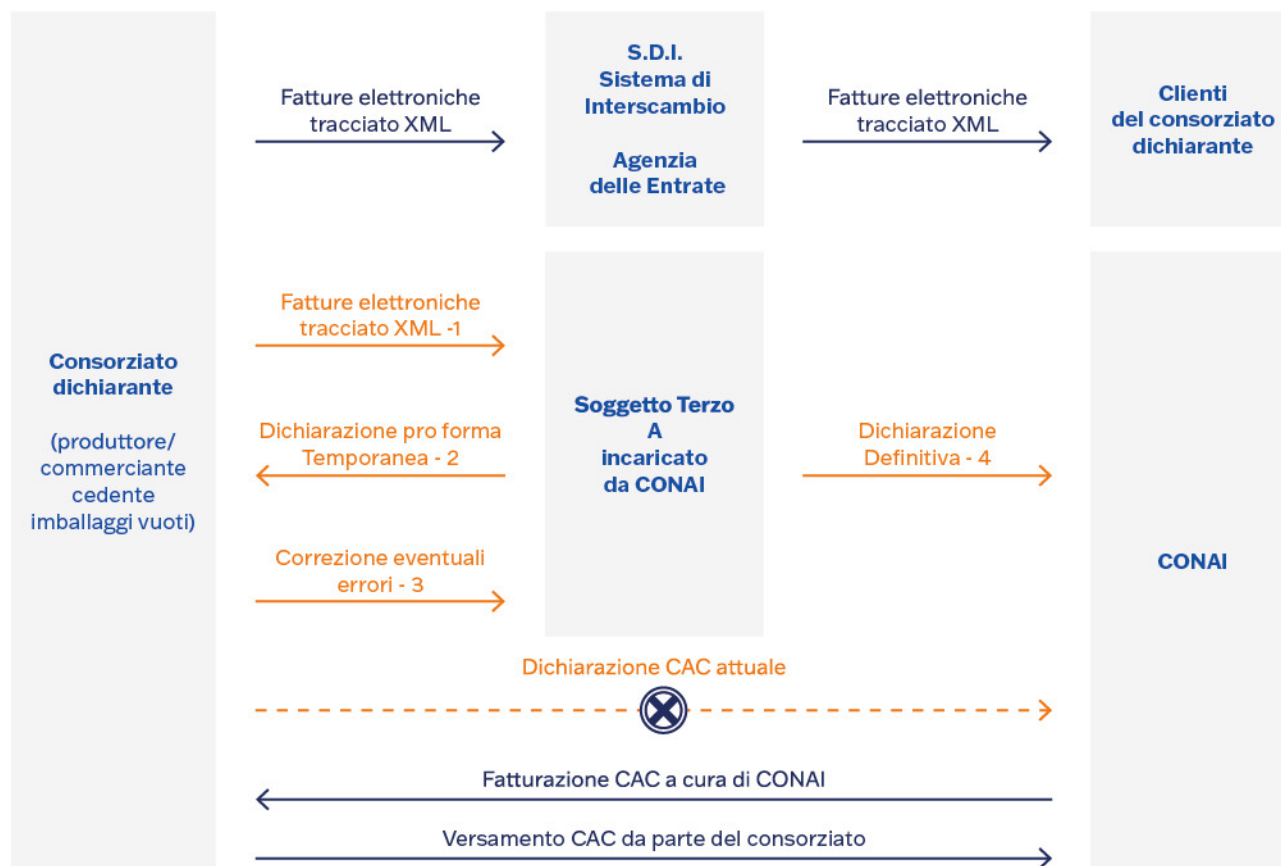 S.D.I.
Sistema di
Interscambio
Agenzia
delle Entrate
Fatture elettroniche
tracciato XML
Fatture elettroniche
tracciato XML
Clienti
del consorziato
dichiarante
Consorziato
dichiarante
(produttore/
commerciante
cedente
imballaggi vuoti)
Fatture elettroniche
tracciato XML -1
Dichiarazione pro forma
Temporanea - 2
Correzione eventuali
errori - 3
Soggetto Terzo
A
incaricato
da CONAI
Dichiarazione
Definitiva - 4
CONAI
Dichiarazione CAC attuale
Fatturazione CAC a cura di CONAI
Versamento CAC da parte del consorziato